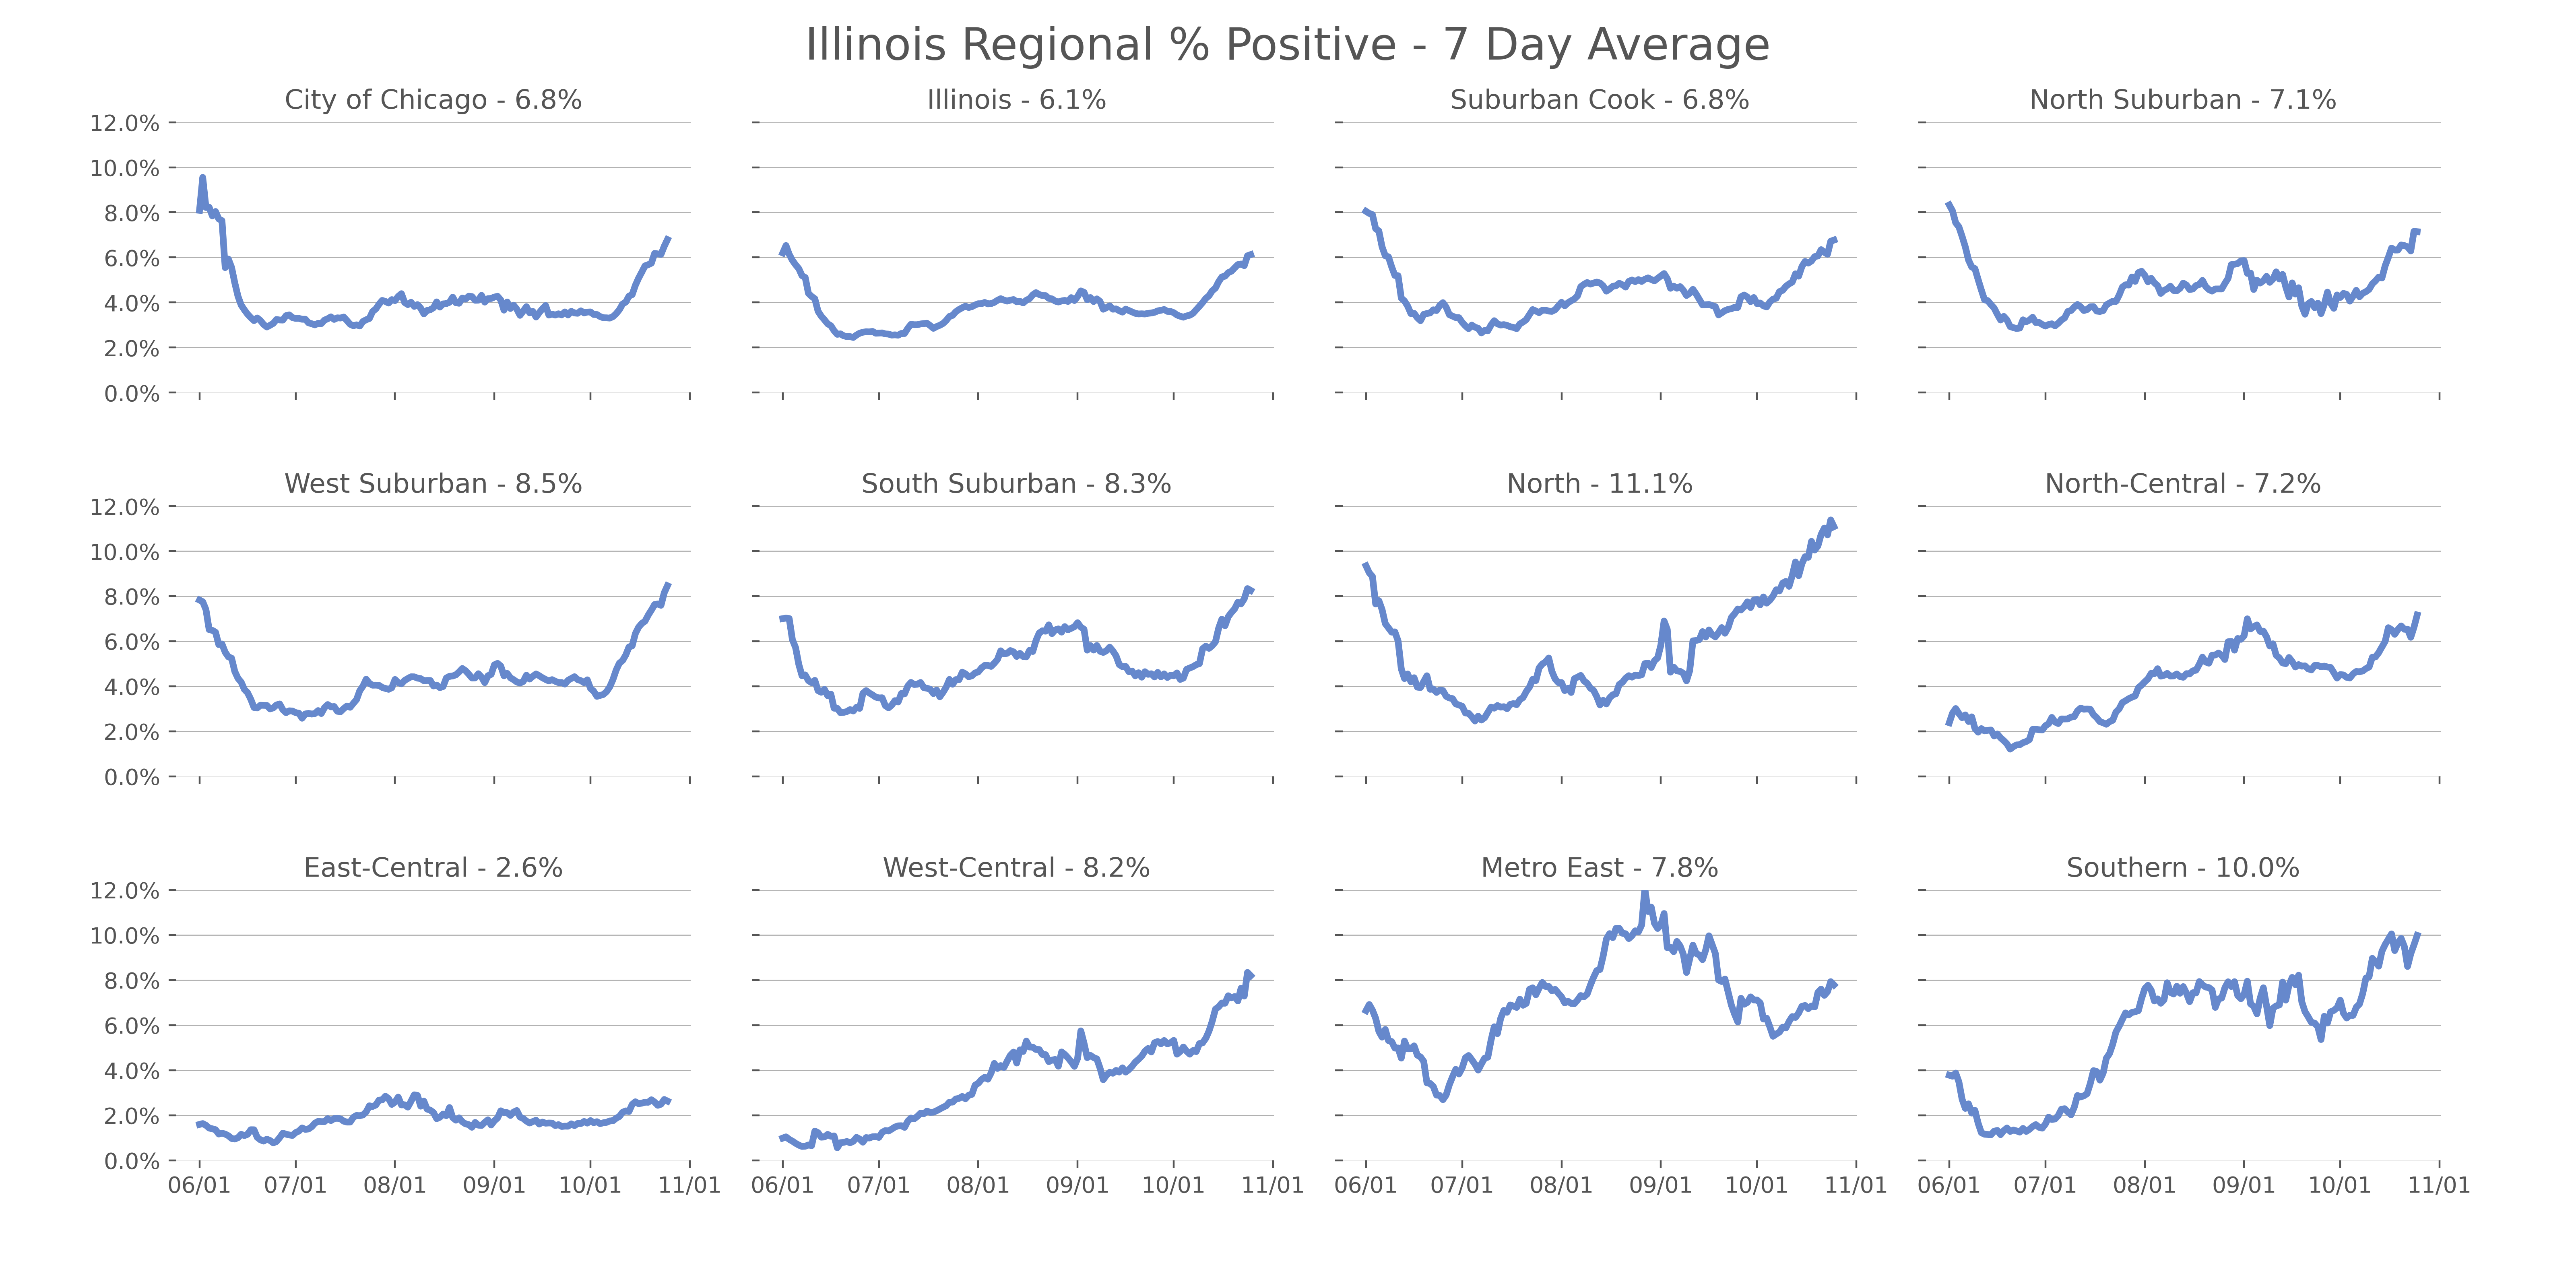 Illinois Regional % Positive - 7 Day Average
City of Chicago - 6.8%
12.0%
10.0%
8.0%
6.0%
4.0%
2.0%
0.0%
Illinois - 6.1%
Suburban Cook - 6.8%
North Suburban - 7.1%
West Suburban - 8.5%
12.0%
10.0%
8.0%
6.0%
4.0%
2.0%
0.0%
South Suburban - 8.3%
North - 11.1%
North-Central - 7.2%
East-Central - 2.6%
12.0%
10.0%
8.0%
6.0%
4.0%
2.0%
0.0%
06/01 07/01 08/01 09/01 10/01 11/01
West-Central - 8.2%
06/01 07/01 08/01 09/01 10/01 11/01
Metro East - 7.8%
06/01 07/01 08/01 09/01 10/01 11/01
Southern - 10.0%
06/01 07/01 08/01 09/01 10/01 11/01